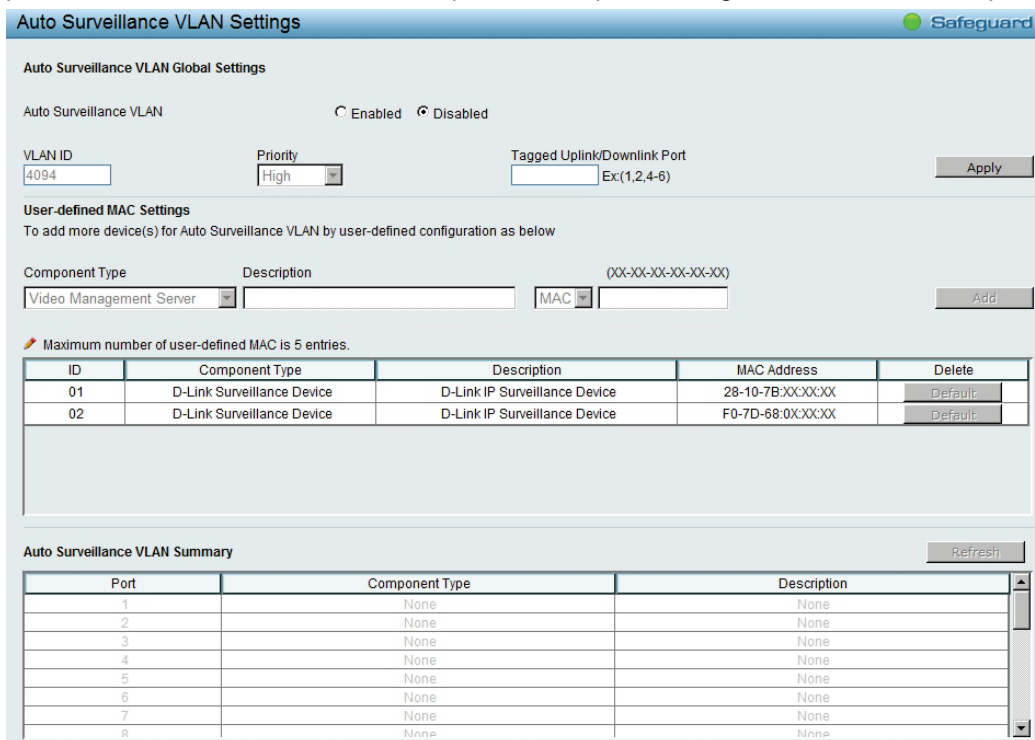 Auto Surveillance VLAN Settings Safeguard
Auto Surveillance VLAN Global Settings
Auto Surveillance VLAN Enabled Disabled
VLAN ID Priority Tagged Uplink/Downlink Port
4094 High Ex:(1,2,4-6) Apply
User-defined MAC Settings
To add more device(s) for Auto Surveillance VLAN by user-defined configuration as below
Component Type Description (XX-XX-XX-XX-XX-XX)
Video Management Server MAC Add
Maximum number of user-defined MAC is 5 entries.
ID Component Type Description MAC Address Delete
01 D-Link Surveillance Device D-Link IP Surveillance Device 28-10-7B:XX:XX:XX Default
02 D-Link Surveillance Device D-Link IP Surveillance Device F0-7D-68:0X:XX:XX Default
Auto Surveillance VLAN Summary Refresh
Port Component Type Description
1 None None
2 None None
3 None None
4 None None
5 None None
6 None None
7 None None
8 None None